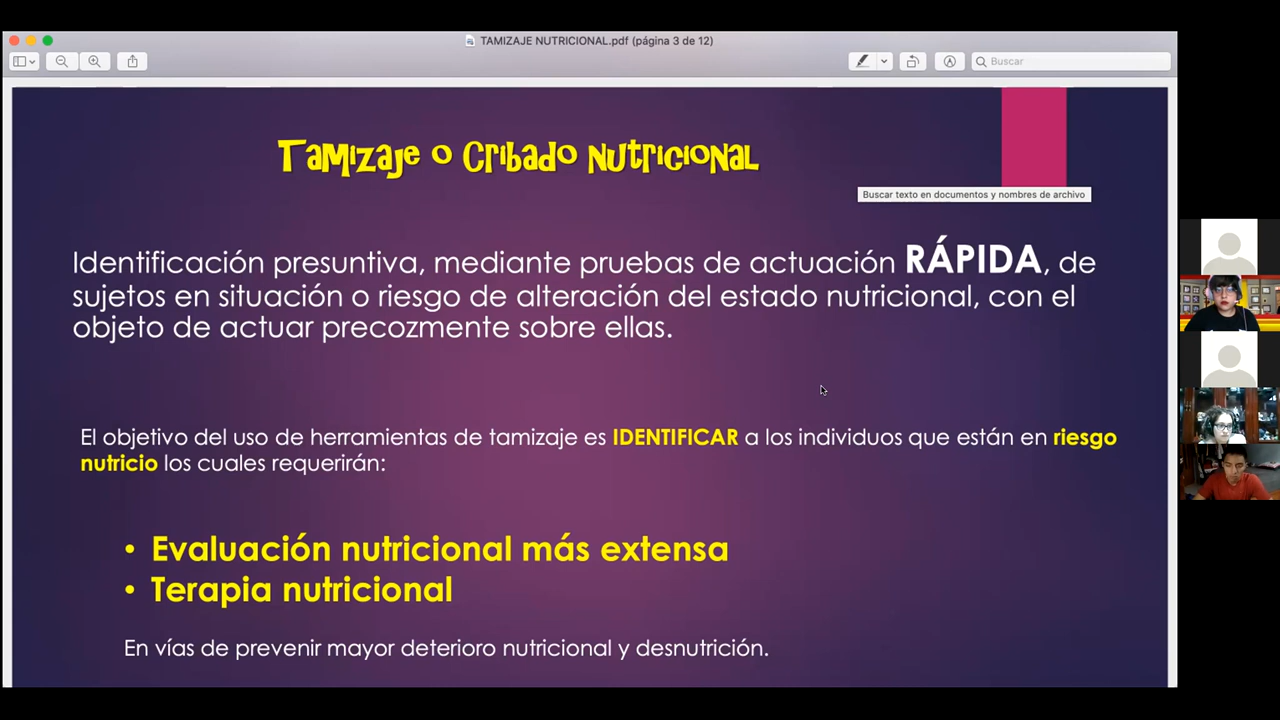 TAMIZAJE NUTRICIONAL.pdf (página 3 de 12)
Buscar
Tamizaje o Cribado Nutricional
Buscar texto en documentos y nombres de archivo
Identificación presuntiva, mediante pruebas de actuación RÁPIDA, de
sujetos en situación o riesgo de alteración del estado nutricional, con el
objeto de actuar precozmente sobre ellas.
El objetivo del uso de herramientas de tamizaje es IDENTIFICAR a los individuos que están en riesgo
nutricio los cuales requerirán:
• Evaluación nutricional más extensa
• Terapia nutricional
En vías de prevenir mayor deterioro nutricional y desnutrición.